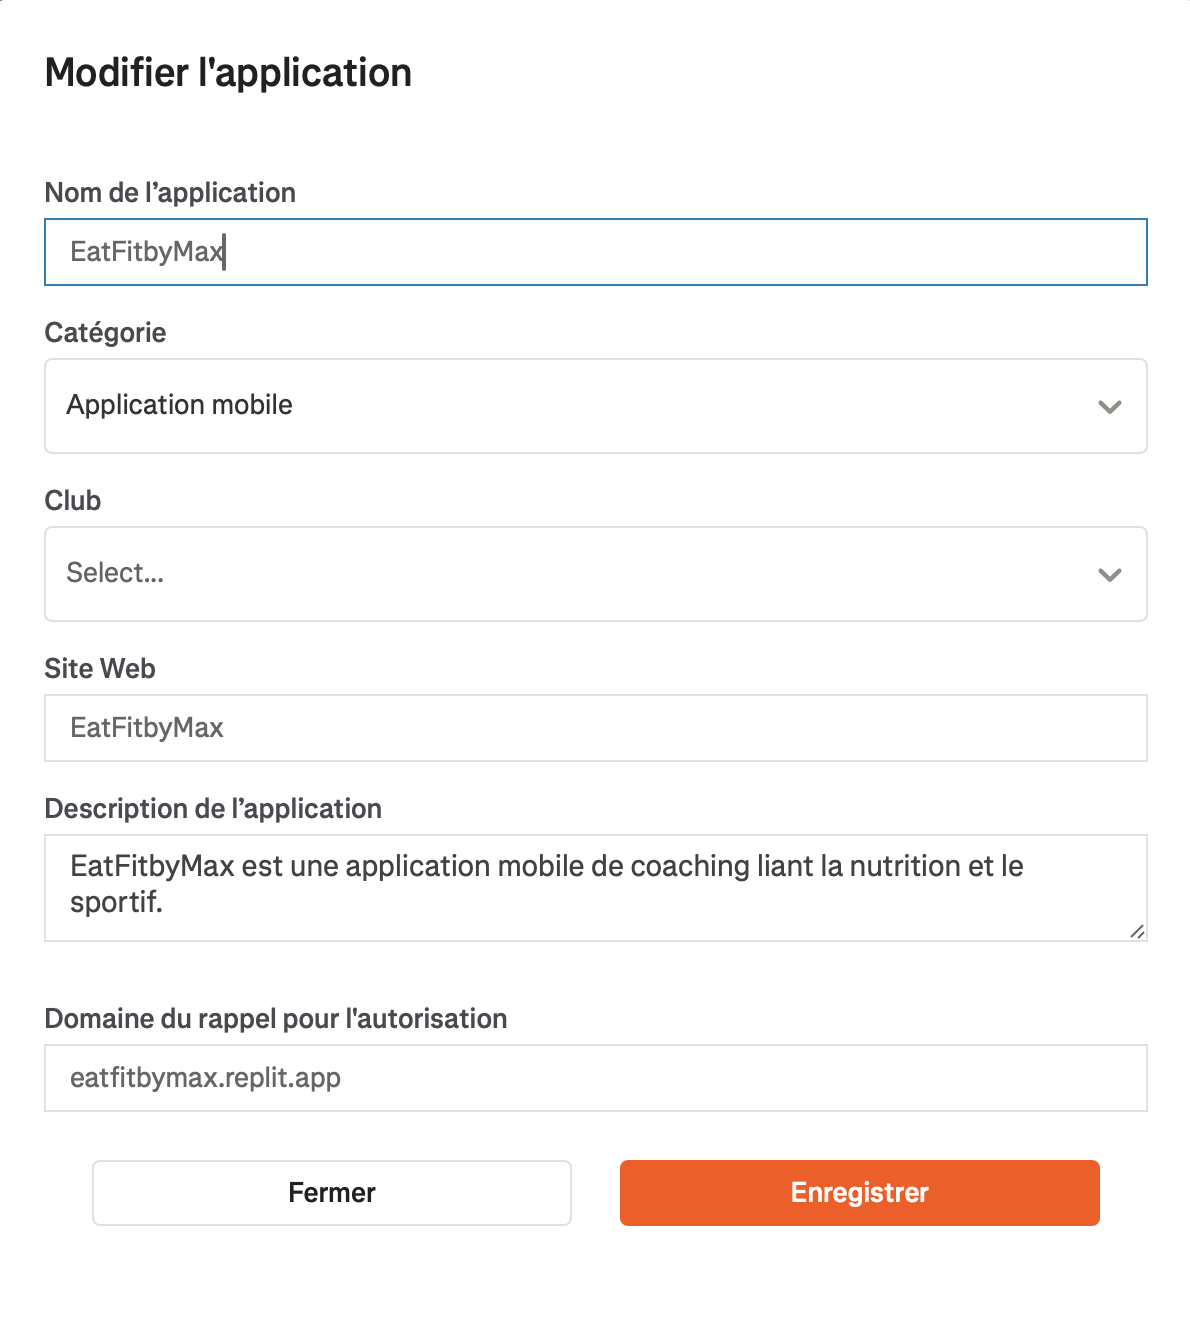 Modifier l'application
Nom de l’application
EatFitbyMax
Catégorie
Application mobile
Club
Select...
Site Web
EatFitbyMax
Description de l’application
EatFitbyMax est une application mobile de coaching liant la nutrition et le
sportif.
Domaine du rappel pour l'autorisation
eatfitbymax.replit.app
Fermer
Enregistrer